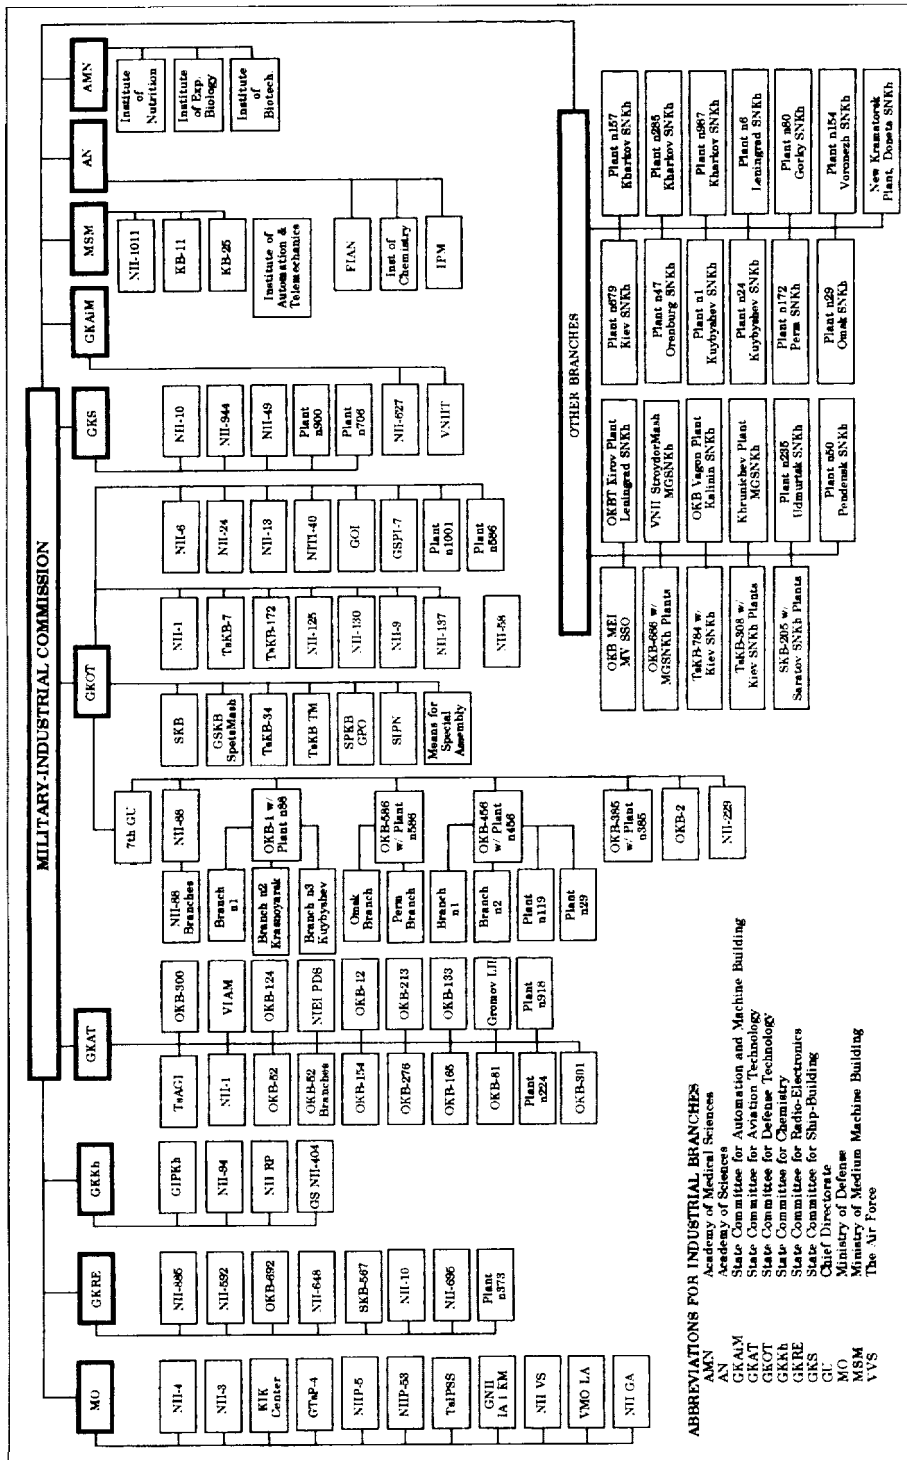 MILITARY-INDUSTRIAL COMMISSION
MO
NII-4
NII-3
KIK
Center
GTsP-4
NIIP-5
NIIP-53
TsIPSS
GNII
IA i KM
NII VS
VMO LA
NII GA
GKRE
NII-885
NII-592
OKB-692
NII-648
SKB-567
NII-10
NII-695
Plant
n373
GKKh
GIPKh
NII-94
NII RP
GS NII-404
GKAT
TsAGI
NII-1
OKB-52
OKB-52
Branches
OKB-154
OKB-276
OKB-165
OKB-81
Plant
n224
OKB-301
OKB-300
VIAM
OKB-124
NIEI PDS
OKB-12
OKB-213
OKB-133
Gromov LII
Plant
n918
GKOT
7th GU
NII-88
NII-88
Branches
OKB-1 w/
Plant n88
Branch
n1
Branch n2
Krasnoyarsk
Branch n3
Kuybyshev
OKB-586
w/ Plant
n586
Omsk
Branch
Perm
Branch
OKB-456
w/ Plant
n456
Branch
n1
Branch
n2
Plant
n119
Plant
n29
OKB-385
w/ Plant
n385
OKB-2
NII-229
SKB
GSKB
SpetsMash
TsKB-34
TsKB TM
SPKB
GPO
SIPN
Means for
Special
Assembly
NII-1
TsKB-7
TsKB-172
NII-125
NII-130
NII-9
NII-137
NII-58
NII-6
NII-24
NII-13
NITI-40
GOI
GSPI-7
Plant
n1001
Plant
n586
GKS
NII-10
NII-944
NII-49
Plant
n900
Plant
n706
GKAiM
NII-627
VNIIT
MSM
NII-1011
KB-11
KB-25
AN
Institute of
Automation &
Telemechanics
FIAN
Inst of
Chemistry
IPM
AMN
Institute
of
Nutrition
Institute
of Exp.
Biology
Institute
of
Biotech.
OTHER BRANCHES
OKB MEI
MV SSO
OKB-686 w/
MGSNKh Plants
TsKB-784 w/
Kiev SNKh
TsKB-308 w/
Kiev SNKh Plants
SKB-205 w/
Saratov SNKh Plants
OKBT Kirov Plant
Leningrad SNKh
VNII StroydorMash
MGSNKh
OKB Vagon Plant
Kalinin SNKh
Khrunichev Plant
MGSNKh
Plant n235
Udmurtsk SNKh
Plant n50
Pendensk SNKh
Plant n679
Kiev SNKh
Plant n47
Orenburg SNKh
Plant n1
Kuybyshev SNKh
Plant n24
Kuybyshev SNKh
Plant n172
Perm SNKh
Plant n29
Omsk SNKh
Plant n157
Kharkov SNKh
Plant n285
Kharkov SNKh
Plant n967
Kharkov SNKh
Plant n6
Leningrad SNKh
Plant n80
Gorky SNKh
Plant n154
Voronezh SNKh
New Kramatorsk
Plant, Donets SNKh
ABBREVIATIONS FOR INDUSTRIAL BRANCHES
AMN Academy of Medical Sciences
AN Academy of Sciences
GKAiM State Committee for Automation and Machine Building
GKAT State Committee for Aviation Technology
GKOT State Committee for Defense Technology
GKKh State Committee for Chemistry
GKRE State Committee for Radio-Electronics
GKS State Committee for Ship-Building
GU Chief Directorate
MO Ministry of Defense
MSM Ministry of Medium Machine Building
VVS The Air Force